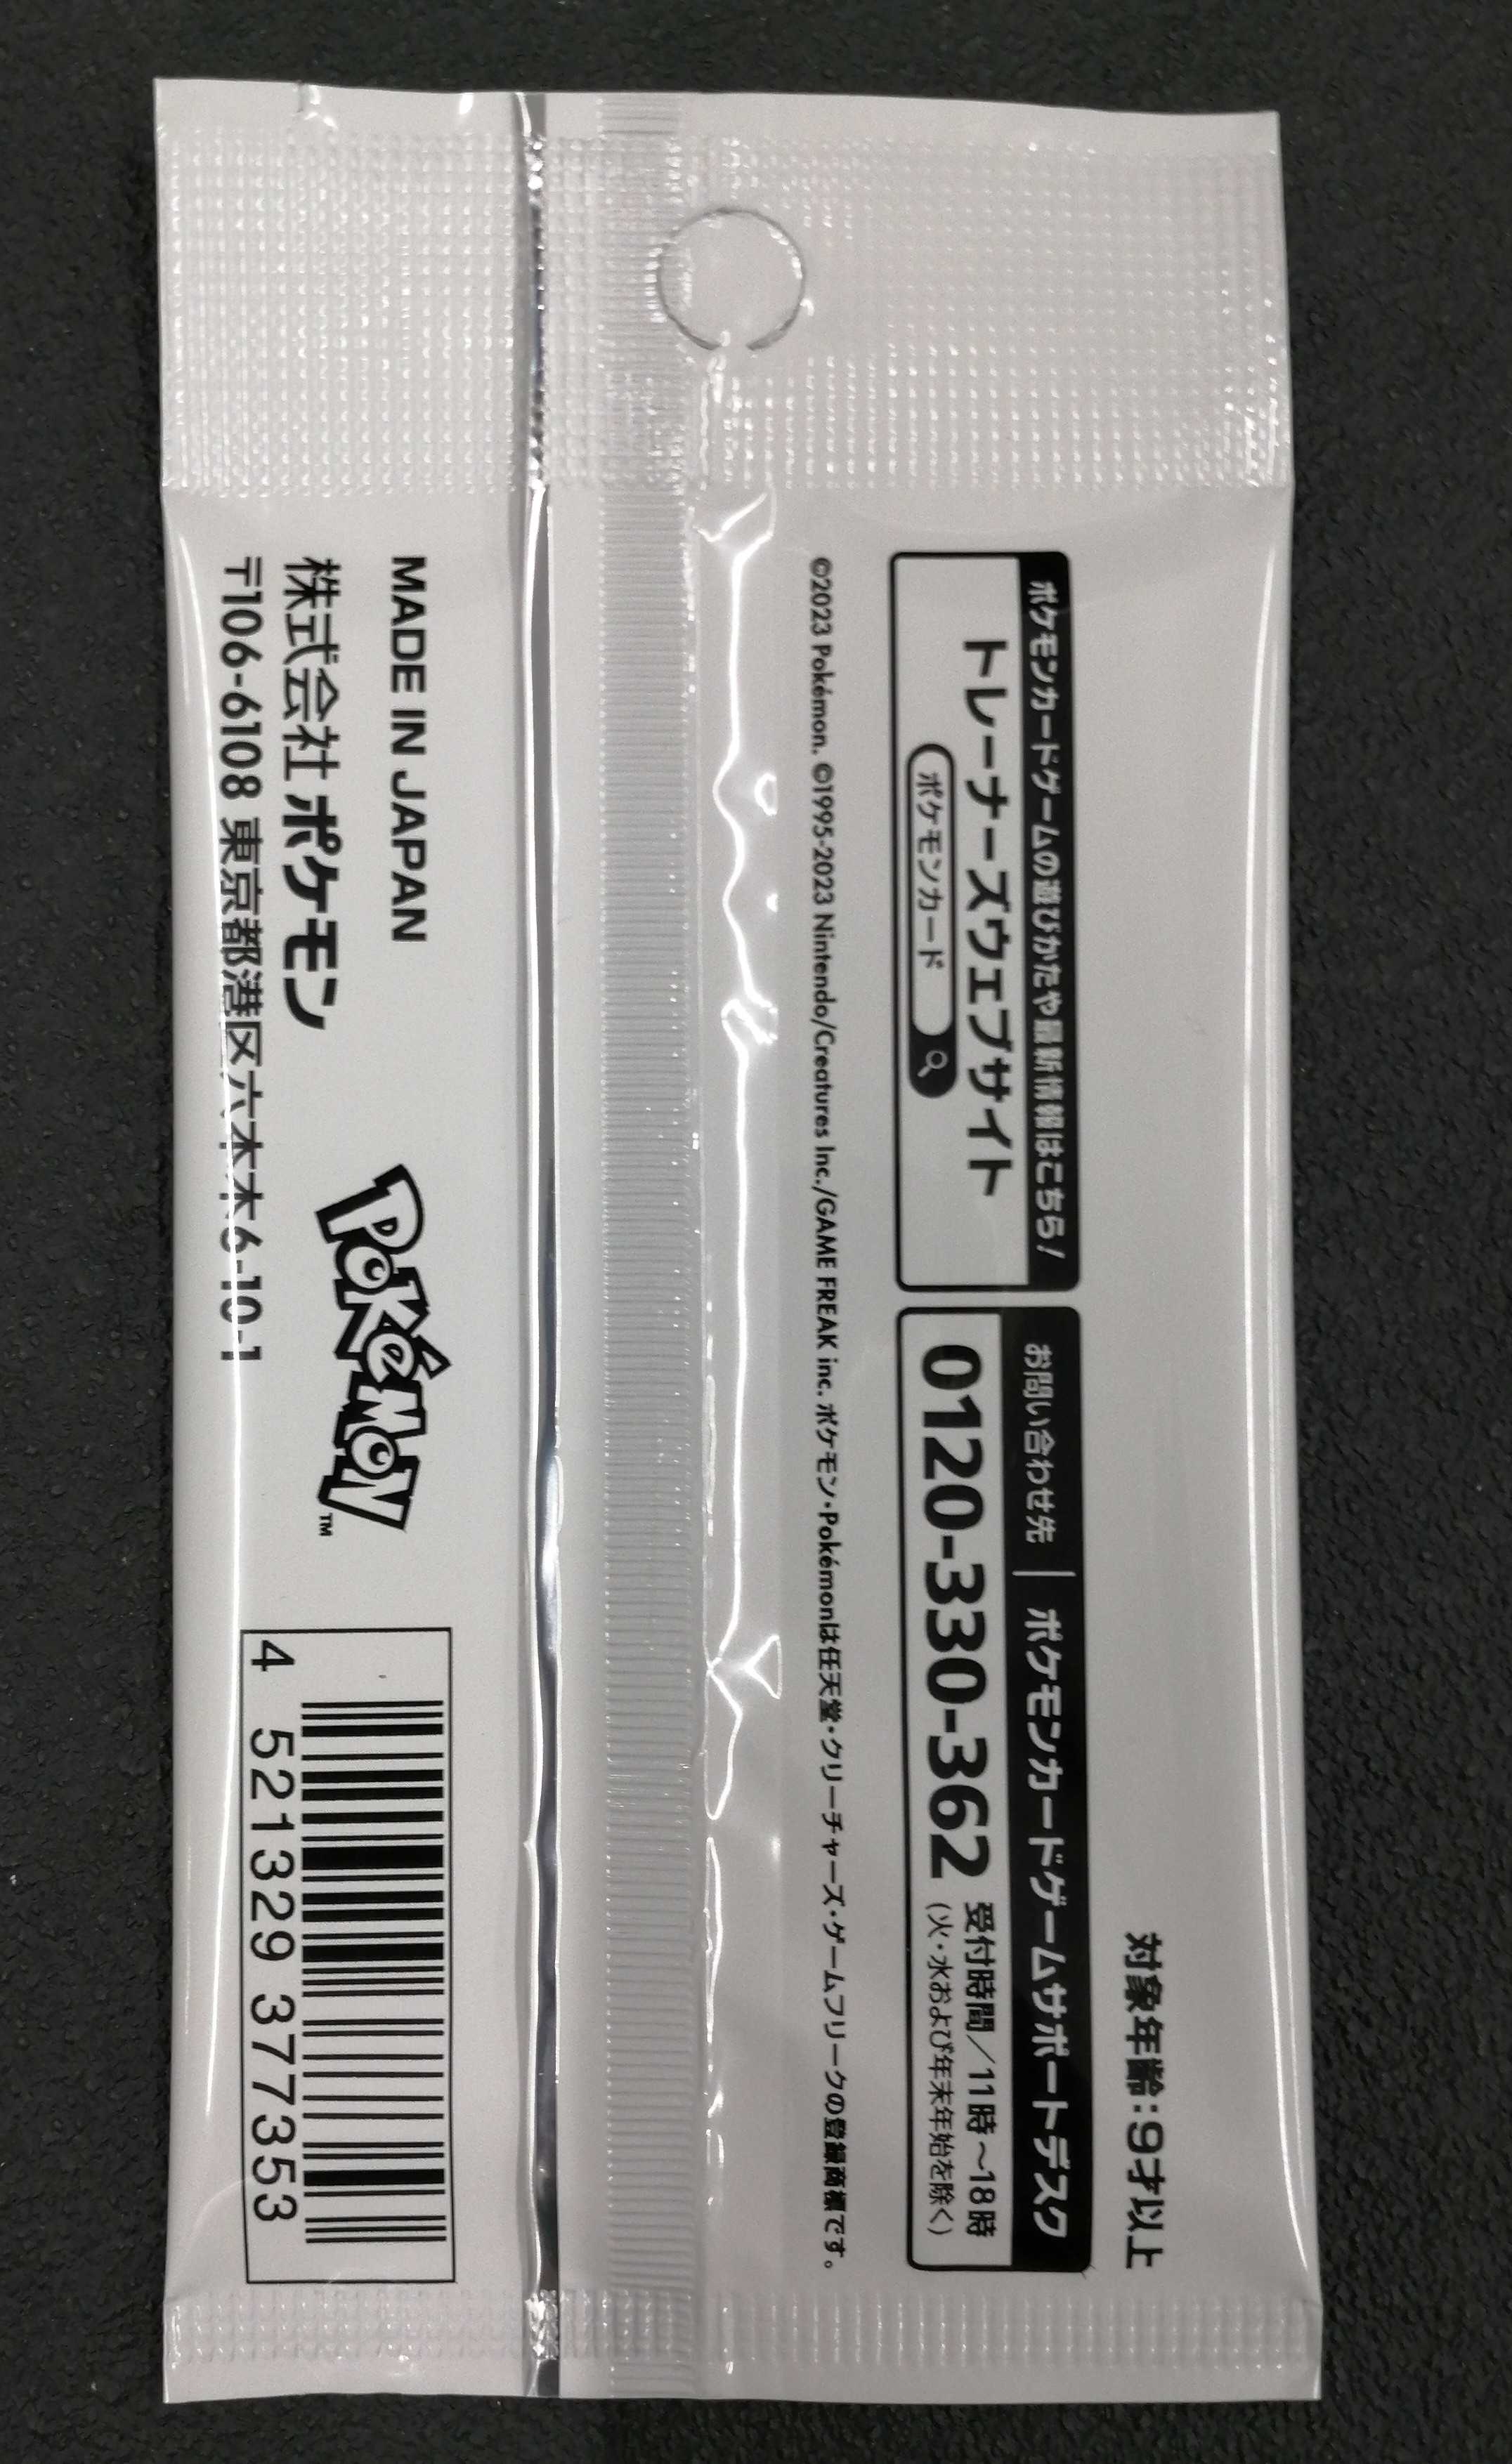 対象年齢:9才以上
ポケモンカードゲームの遊びかたや最新情報はこちら!
トレーナーズウェブサイト
ポケモンカード
お問い合わせ先 | ポケモンカードゲームサポートデスク
0120-330-362
受付時間/11時~18時
(火・水および年末年始を除く)
©2023 Pokémon. ©1995-2023 Nintendo/Creatures Inc./GAME FREAK inc. ポケモン・Pokémonは任天堂・クリーチャーズ・ゲームフリークの登録商標です。
MADE IN JAPAN
株式会社 ポケモン
〒106-6108 東京都港区六本木6-10-1
POKéMON™
4 521329 377353